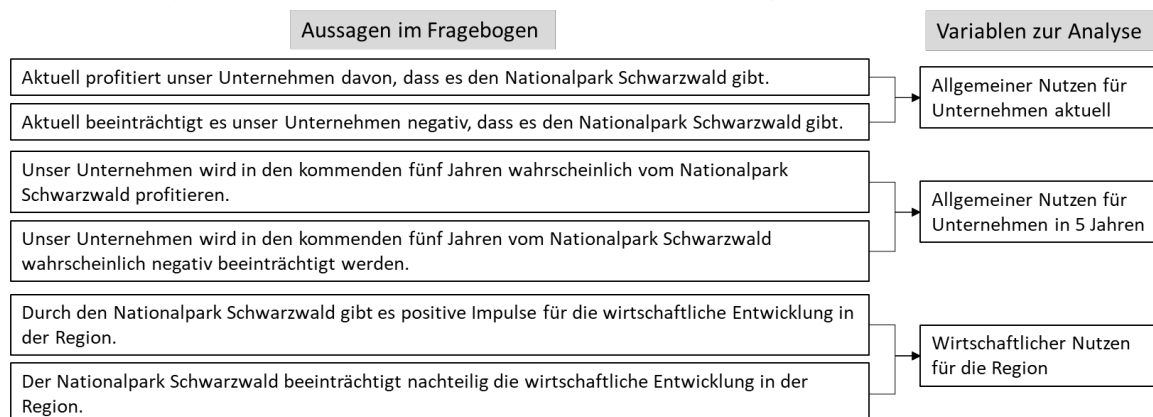 Aussagen im Fragebogen
Variablen zur Analyse
Aktuell profitiert unser Unternehmen davon, dass es den Nationalpark Schwarzwald gibt.
Aktuell beeinträchtigt es unser Unternehmen negativ, dass es den Nationalpark Schwarzwald gibt.
Allgemeiner Nutzen für
Unternehmen aktuell
Unser Unternehmen wird in den kommenden fünf Jahren wahrscheinlich vom Nationalpark
Schwarzwald profitieren.
Unser Unternehmen wird in den kommenden fünf Jahren vom Nationalpark Schwarzwald
wahrscheinlich negativ beeinträchtigt werden.
Allgemeiner Nutzen für
Unternehmen in 5 Jahren
Durch den Nationalpark Schwarzwald gibt es positive Impulse für die wirtschaftliche Entwicklung in
der Region.
Der Nationalpark Schwarzwald beeinträchtigt nachteilig die wirtschaftliche Entwicklung in der
Region.
Wirtschaftlicher Nutzen
für die Region